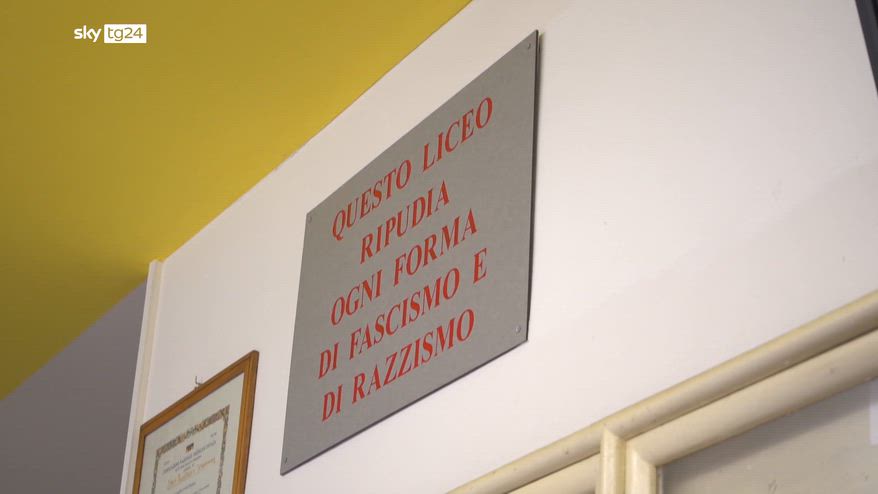 sky tg24
QUESTO LICEO
RIPUDIA
OGNI FORMA
DI FASCISMO E
DI RAZZISMO